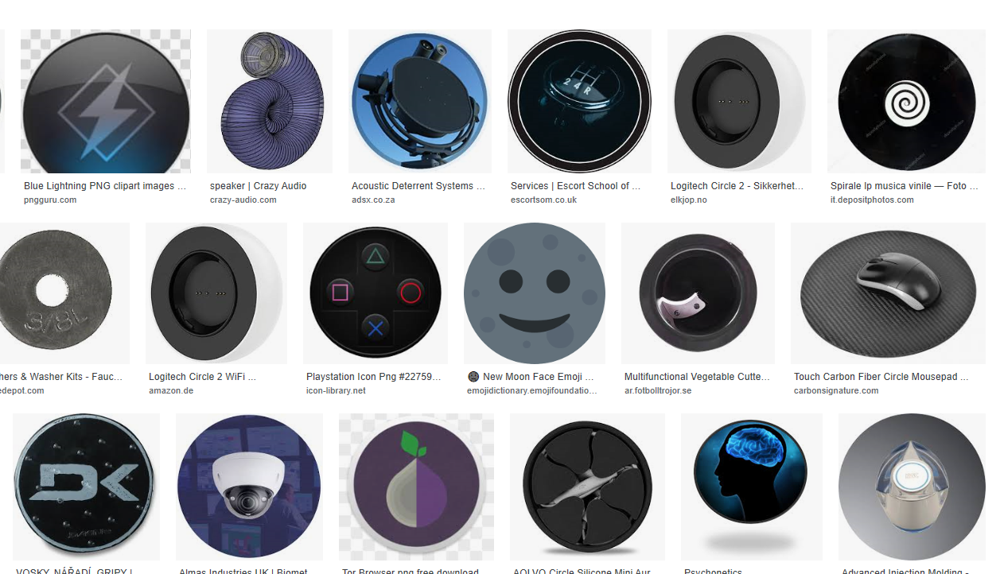 2 4 R
Blue Lightning PNG clipart images ...
pngguru.com
speaker | Crazy Audio
crazy-audio.com
Acoustic Deterrent Systems ...
adsx.co.za
Services | Escort School of ...
escortsom.co.uk
Logitech Circle 2 - Sikkerhet...
elkjop.no
Spirale lp musica vinile — Foto ...
it.depositphotos.com
3/8L
hers & Washer Kits - Fauc...
edepot.com
Logitech Circle 2 WiFi ...
amazon.de
Playstation Icon Png #22759...
icon-library.net
New Moon Face Emoji ...
emojidictionary.emojifoundatio...
Multifunctional Vegetable Cutte...
ar.fotbolltrojor.se
Touch Carbon Fiber Circle Mousepad ...
carbonsignature.com
DK
VOSKY, NÁŘADÍ, GRIPY |
Almas Industries UK | Biomet
Tor Browser png free download
AOLVO Circle Silicone Mini Aur
Psychonetics
Advanced Injection Molding -